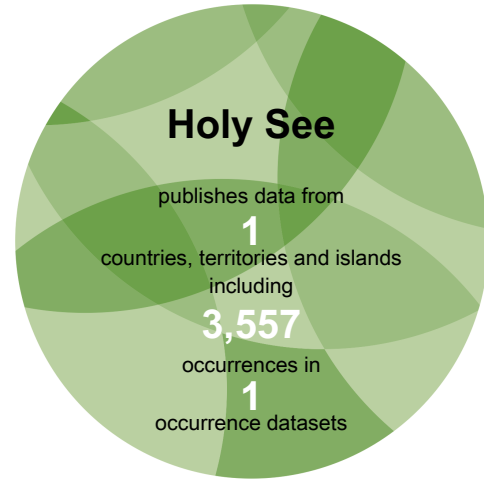 Holy See
publishes data from
1
countries, territories and islands
including
3,557
occurrences in
1
occurrence datasets